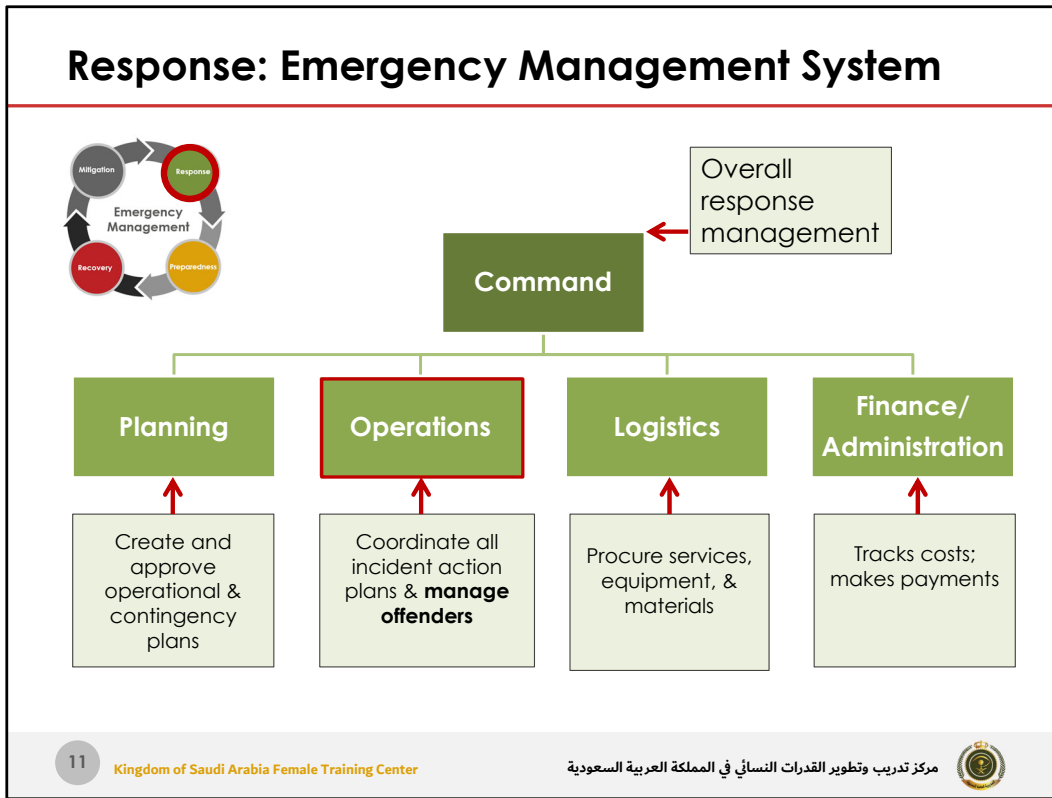 Response: Emergency Management System
Mitigation
Response
Emergency
Management
Recovery
Preparedness
Overall
response
management
Command
Planning
Operations
Logistics
Finance/
Administration
Create and
approve
operational &
contingency
plans
Coordinate all
incident action
plans & manage
offenders
Procure services,
equipment, &
materials
Tracks costs;
makes payments
11
Kingdom of Saudi Arabia Female Training Center
مركز تدريب وتطوير القدرات النسائي في المملكة العربية السعودية